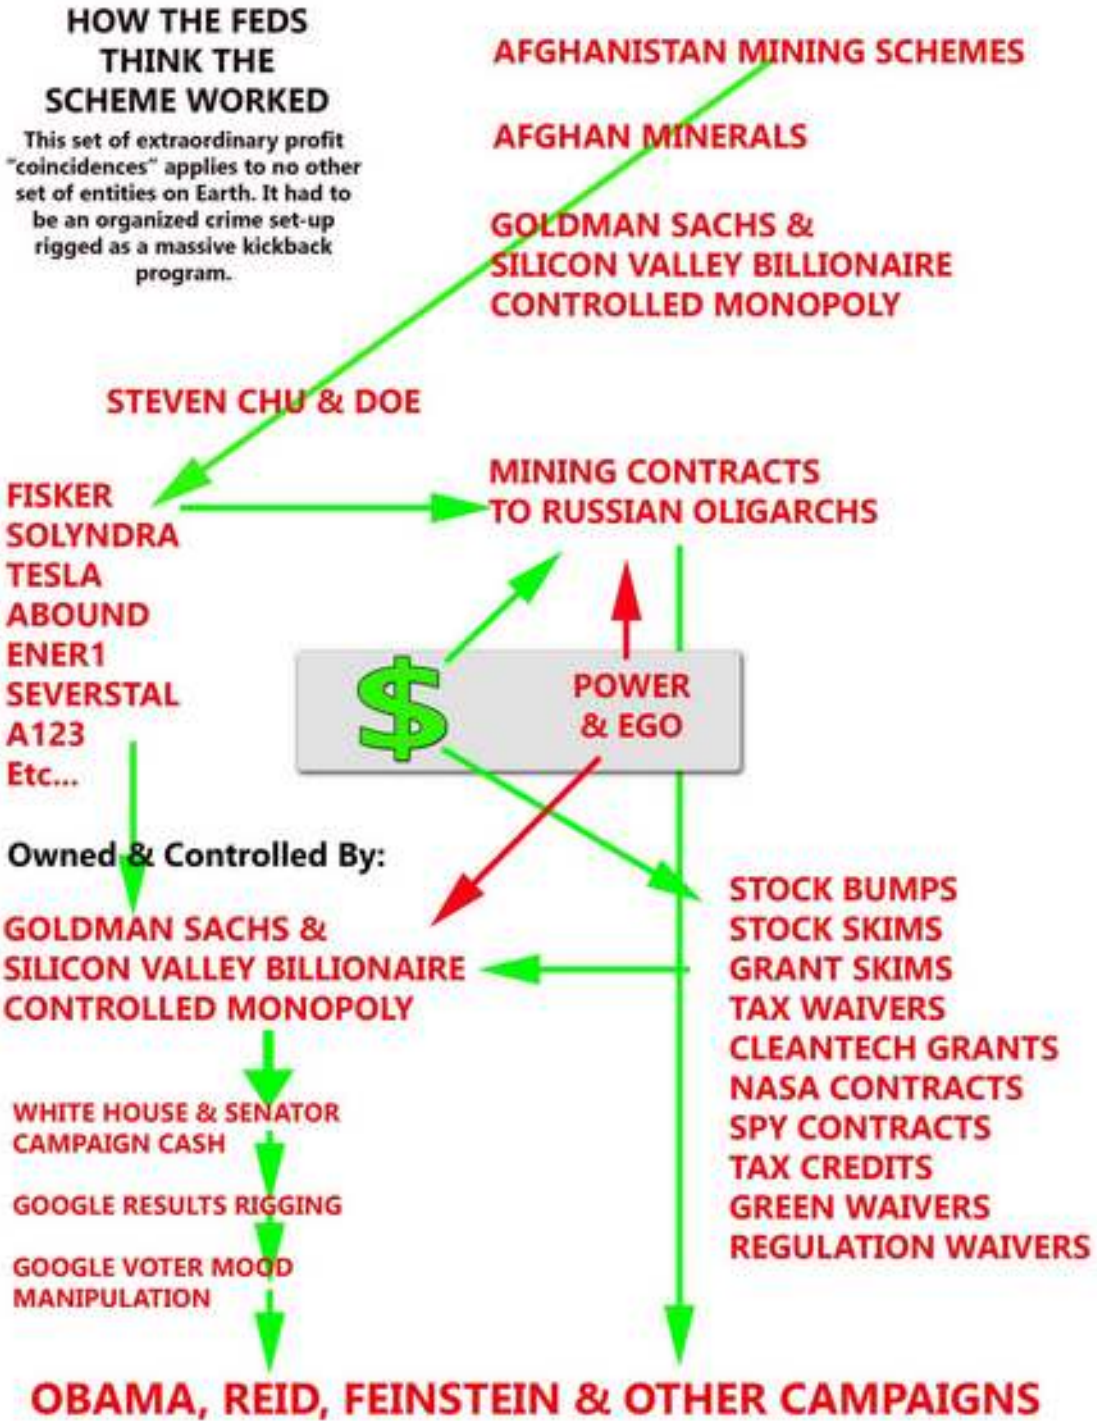 HOW THE FEDS
THINK THE
SCHEME WORKED
This set of extraordinary profit
"coincidences" applies to no other
set of entities on Earth. It had to
be an organized crime set-up
rigged as a massive kickback
program.
AFGHANISTAN MINING SCHEMES
AFGHAN MINERALS
GOLDMAN SACHS &
SILICON VALLEY BILLIONAIRE
CONTROLLED MONOPOLY
STEVEN CHU & DOE
FISKER
SOLYNDRA
TESLA
ABOUND
ENER1
SEVERSTAL
A123
Etc...
MINING CONTRACTS
TO RUSSIAN OLIGARCHS
$
POWER
& EGO
Owned & Controlled By:
GOLDMAN SACHS &
SILICON VALLEY BILLIONAIRE
CONTROLLED MONOPOLY
STOCK BUMPS
STOCK SKIMS
GRANT SKIMS
TAX WAIVERS
CLEANTECH GRANTS
NASA CONTRACTS
SPY CONTRACTS
TAX CREDITS
GREEN WAIVERS
REGULATION WAIVERS
WHITE HOUSE & SENATOR
CAMPAIGN CASH
GOOGLE RESULTS RIGGING
GOOGLE VOTER MOOD
MANIPULATION
OBAMA, REID, FEINSTEIN & OTHER CAMPAIGNS